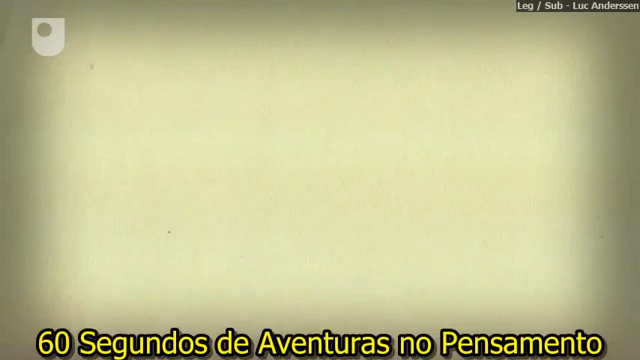 Leg / Sub - Luc Anderssen
60 Segundos de Aventuras no Pensamento